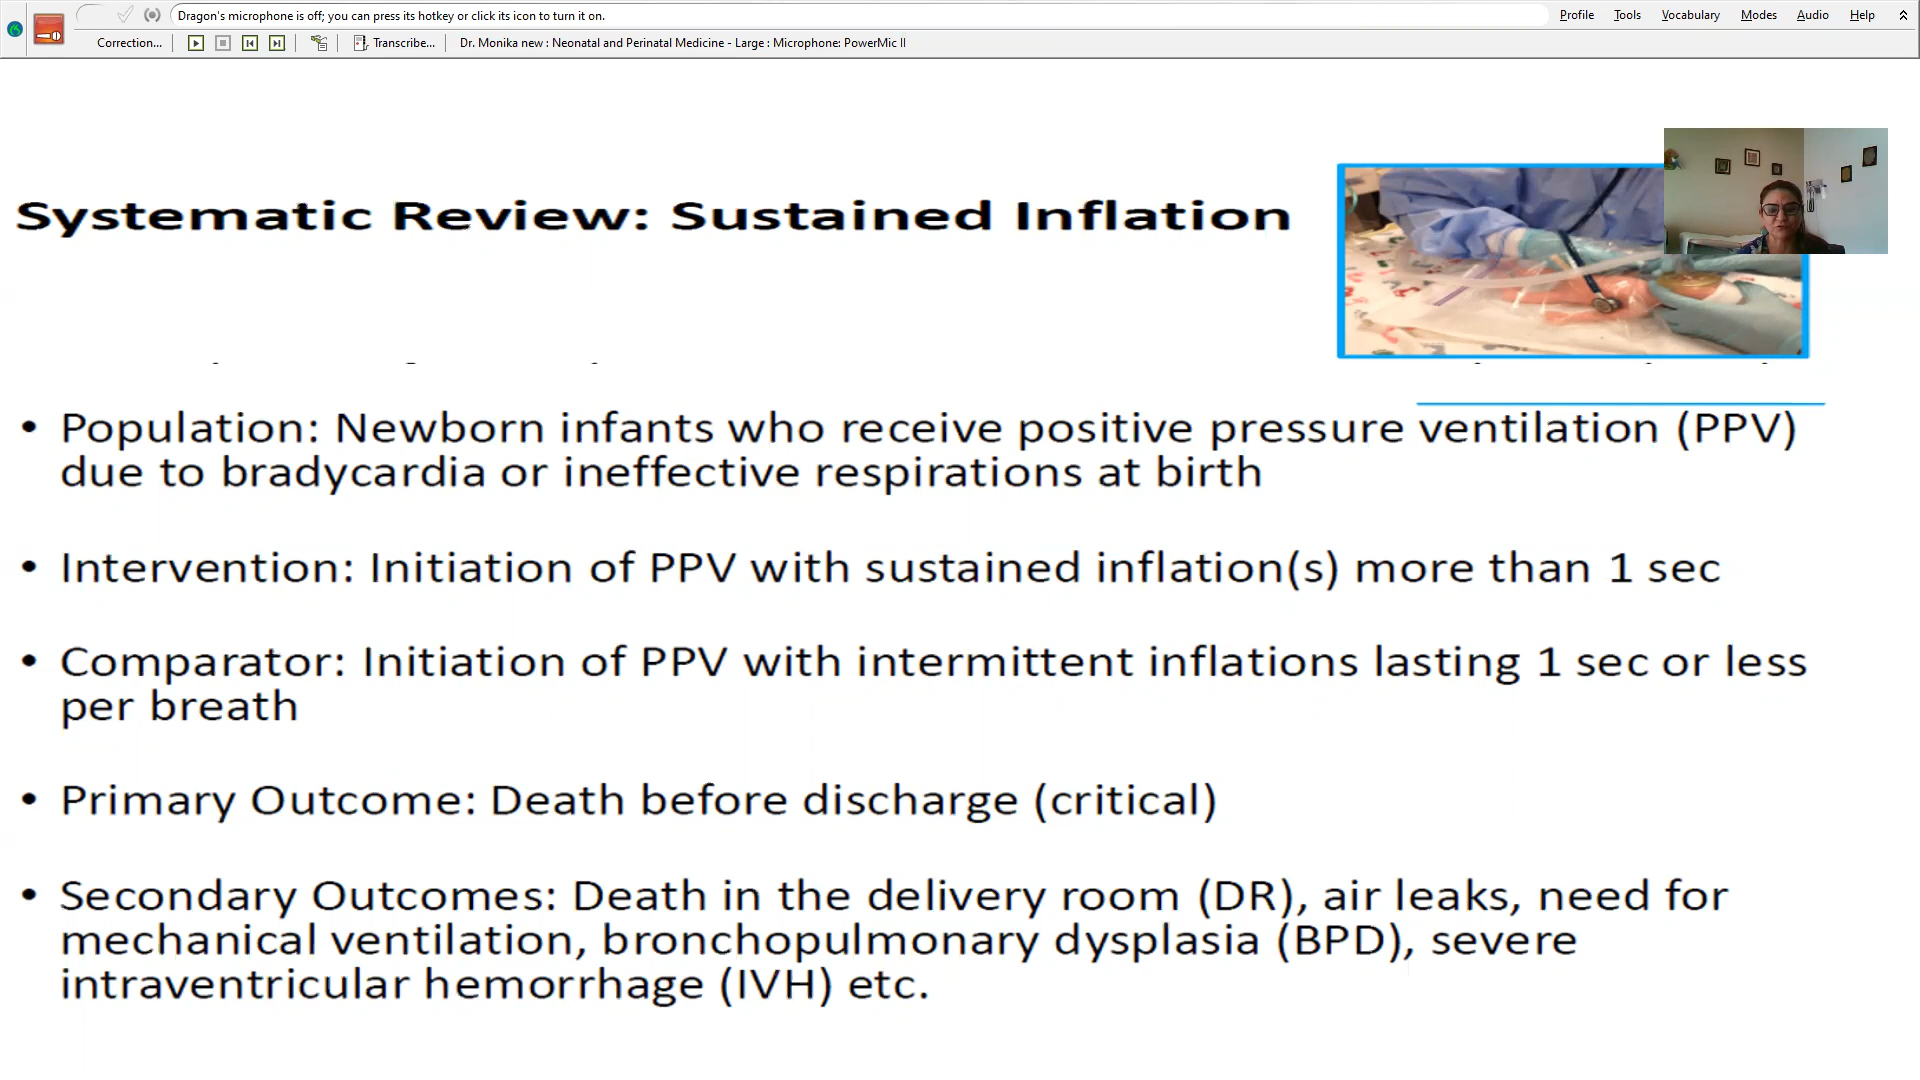 Dragon's microphone is off; you can press its hotkey or click its icon to turn it on.
Profile Tools Vocabulary Modes Audio Help
Correction... Transcribe... Dr. Monika new : Neonatal and Perinatal Medicine - Large : Microphone: PowerMic II
Systematic Review: Sustained Inflation
• Population: Newborn infants who receive positive pressure ventilation (PPV)
due to bradycardia or ineffective respirations at birth
• Intervention: Initiation of PPV with sustained inflation(s) more than 1 sec
• Comparator: Initiation of PPV with intermittent inflations lasting 1 sec or less
per breath
• Primary Outcome: Death before discharge (critical)
• Secondary Outcomes: Death in the delivery room (DR), air leaks, need for
mechanical ventilation, bronchopulmonary dysplasia (BPD), severe
intraventricular hemorrhage (IVH) etc.